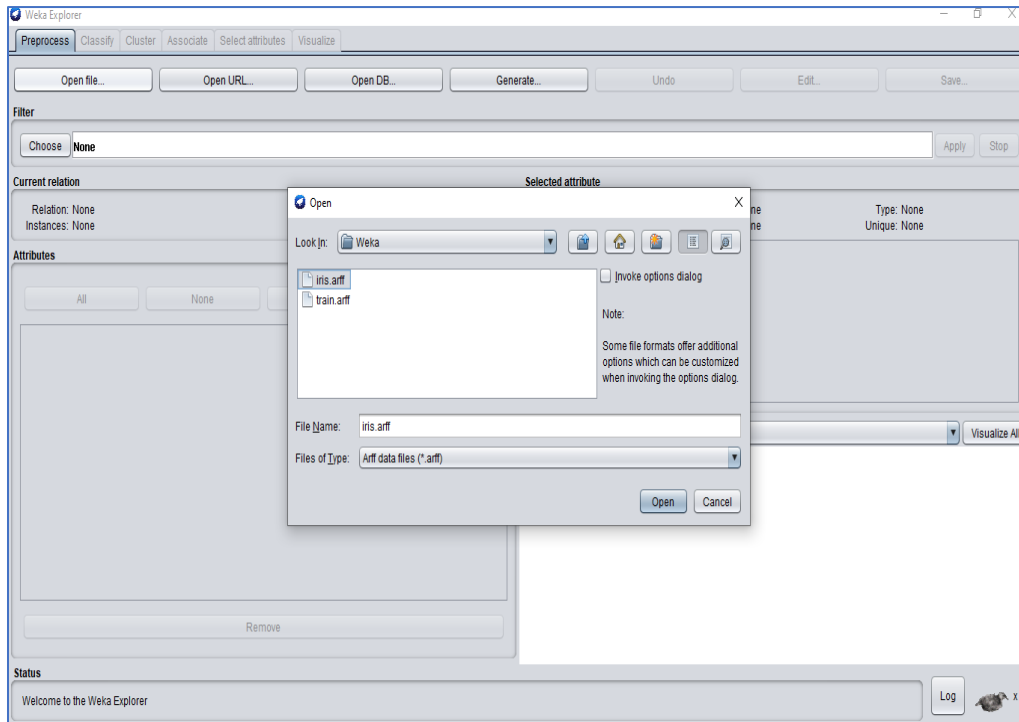 Weka Explorer
Preprocess Classify Cluster Associate Select attributes Visualize
Open file... Open URL... Open DB... Generate... Undo Edit... Save...
Filter
Choose None Apply Stop
Current relation Selected attribute
Relation: None
Instances: None
Type: None
Unique: None
Attributes
All None
Open
Look In: Weka
iris.arff
train.arff
Invoke options dialog
Note:
Some file formats offer additional
options which can be customized
when invoking the options dialog.
File Name: iris.arff
Files of Type: Arff data files (*.arff)
Open Cancel
Visualize All
Remove
Status
Welcome to the Weka Explorer
Log x